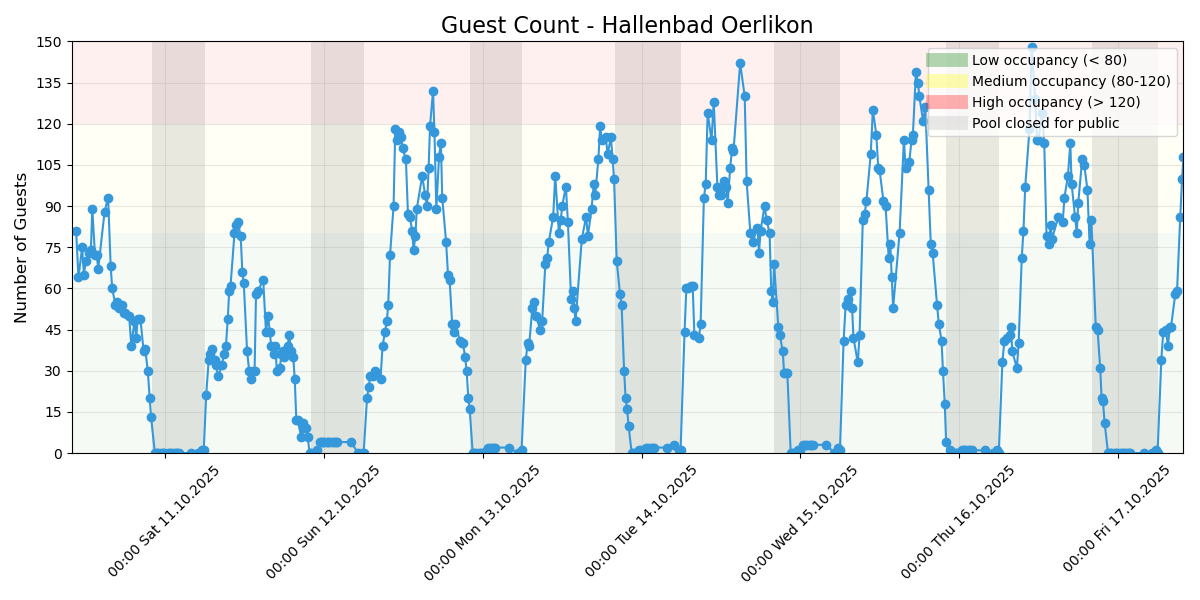 Guest Count - Hallenbad Oerlikon
Number of Guests
150
135
120
105
90
75
60
45
30
15
0
Low occupancy (< 80)
Medium occupancy (80-120)
High occupancy (> 120)
Pool closed for public
00:00 Sat 11.10.2025
00:00 Sun 12.10.2025
00:00 Mon 13.10.2025
00:00 Tue 14.10.2025
00:00 Wed 15.10.2025
00:00 Thu 16.10.2025
00:00 Fri 17.10.2025